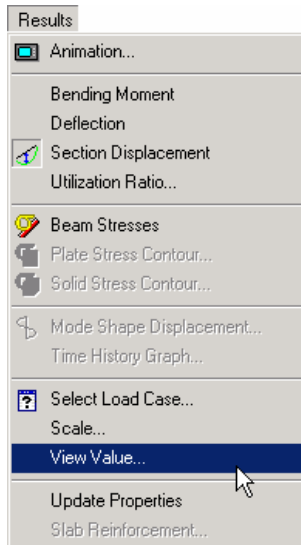 Results
Animation...
Bending Moment
Deflection
Section Displacement
Utilization Ratio...
Beam Stresses
Plate Stress Contour...
Solid Stress Contour...
Mode Shape Displacement...
Time History Graph...
Select Load Case...
Scale...
View Value...
Update Properties
Slab Reinforcement...